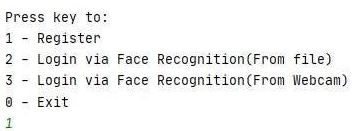 Press key to:
1 - Register
2 - Login via Face Recognition(From file)
3 - Login via Face Recognition(From Webcam)
0 - Exit
1